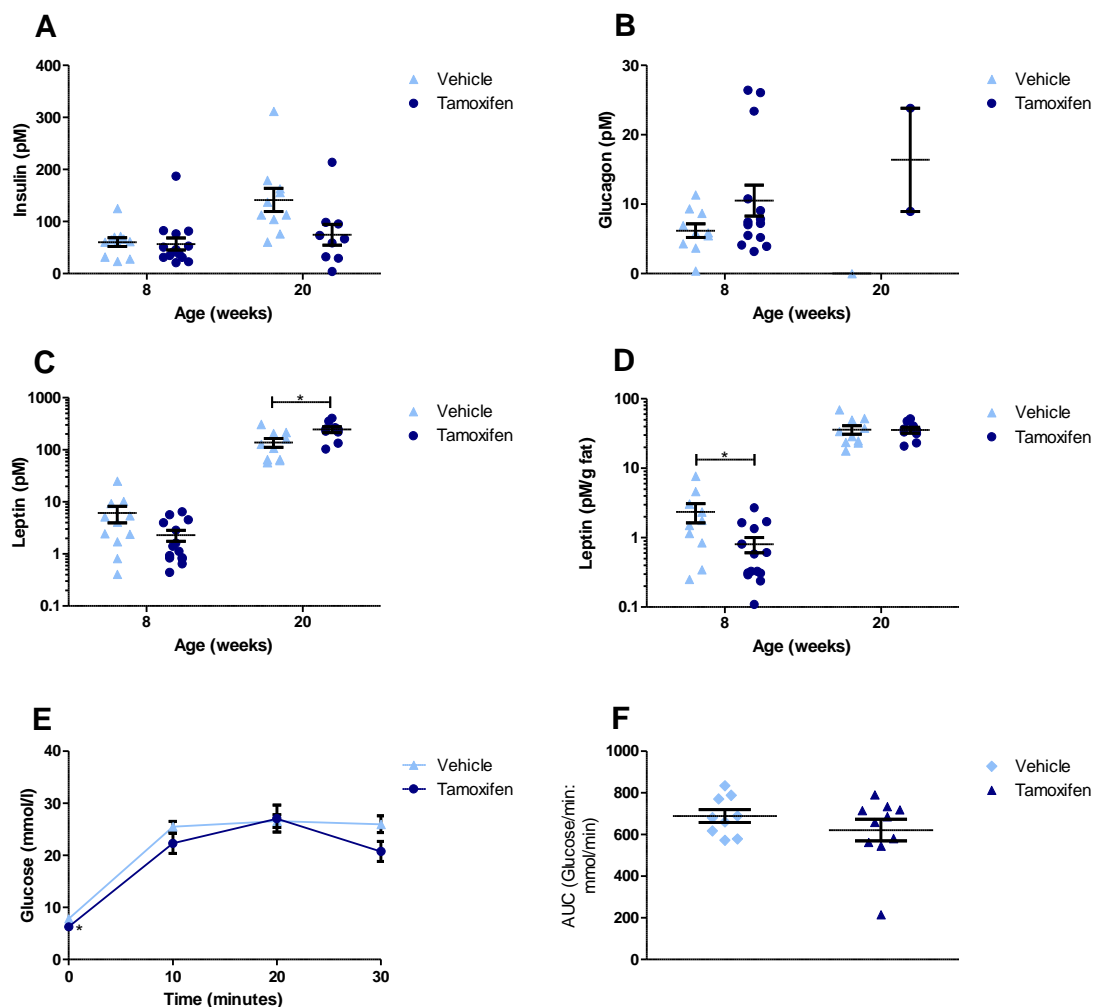 A
Insulin (pM)
400
300
200
100
0
8
20
Age (weeks)
Vehicle
Tamoxifen
B
Glucagon (pM)
30
20
10
0
8
20
Age (weeks)
Vehicle
Tamoxifen
C
Leptin (pM)
1000
100
10
1
0.1
*
8
20
Age (weeks)
Vehicle
Tamoxifen
D
Leptin (pM/g fat)
100
10
1
0.1
*
8
20
Age (weeks)
Vehicle
Tamoxifen
E
Glucose (mmol/l)
40
30
20
10
0
*
0
10
20
30
Time (minutes)
Vehicle
Tamoxifen
F
AUC (Glucose/min:
mmol/min)
1000
800
600
400
200
0
Vehicle
Tamoxifen